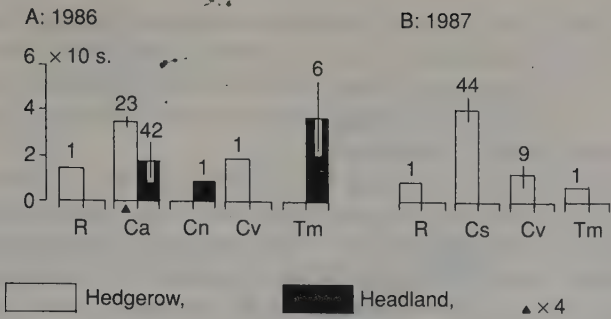 A: 1986
B: 1987
6 × 10 s.
4
2
0
1
23
42
1
1
6
1
44
9
1
R Ca Cn Cv Tm
R Cs Cv Tm
Hedgerow, Headland, ▲ × 4